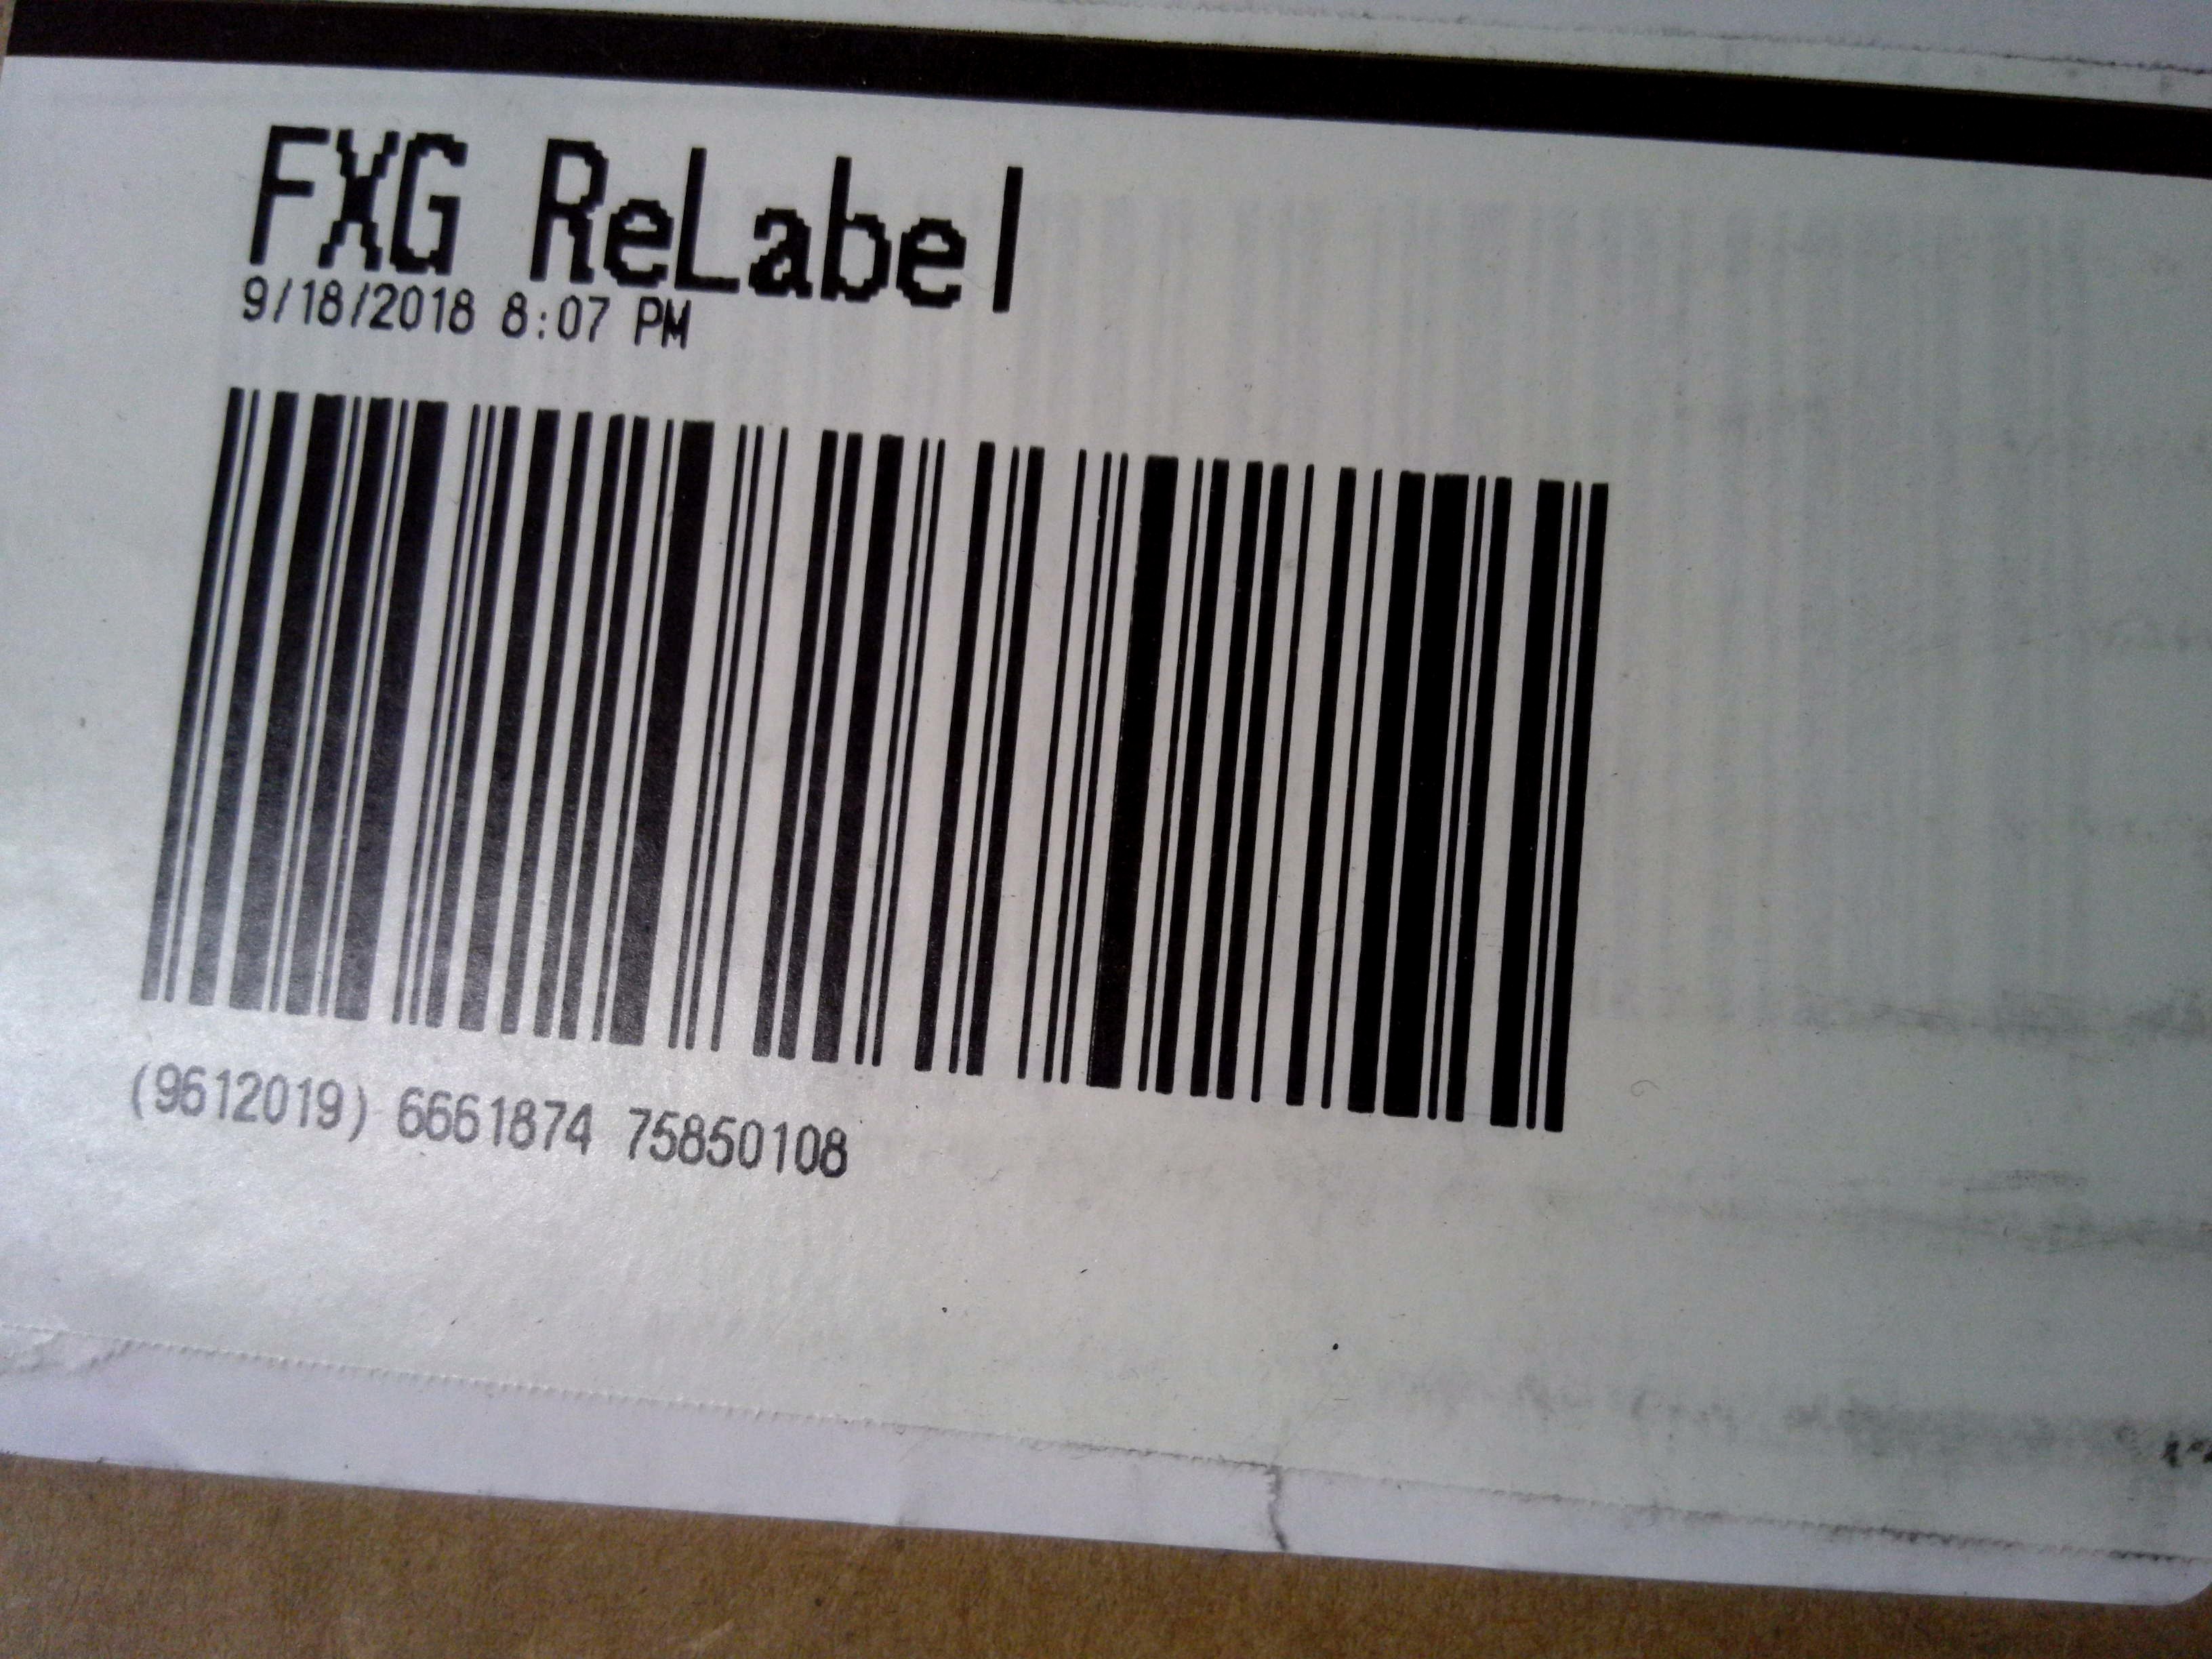 FXG ReLabel
9/18/2018 8:07 PM
(9612019) 6661874 75850108